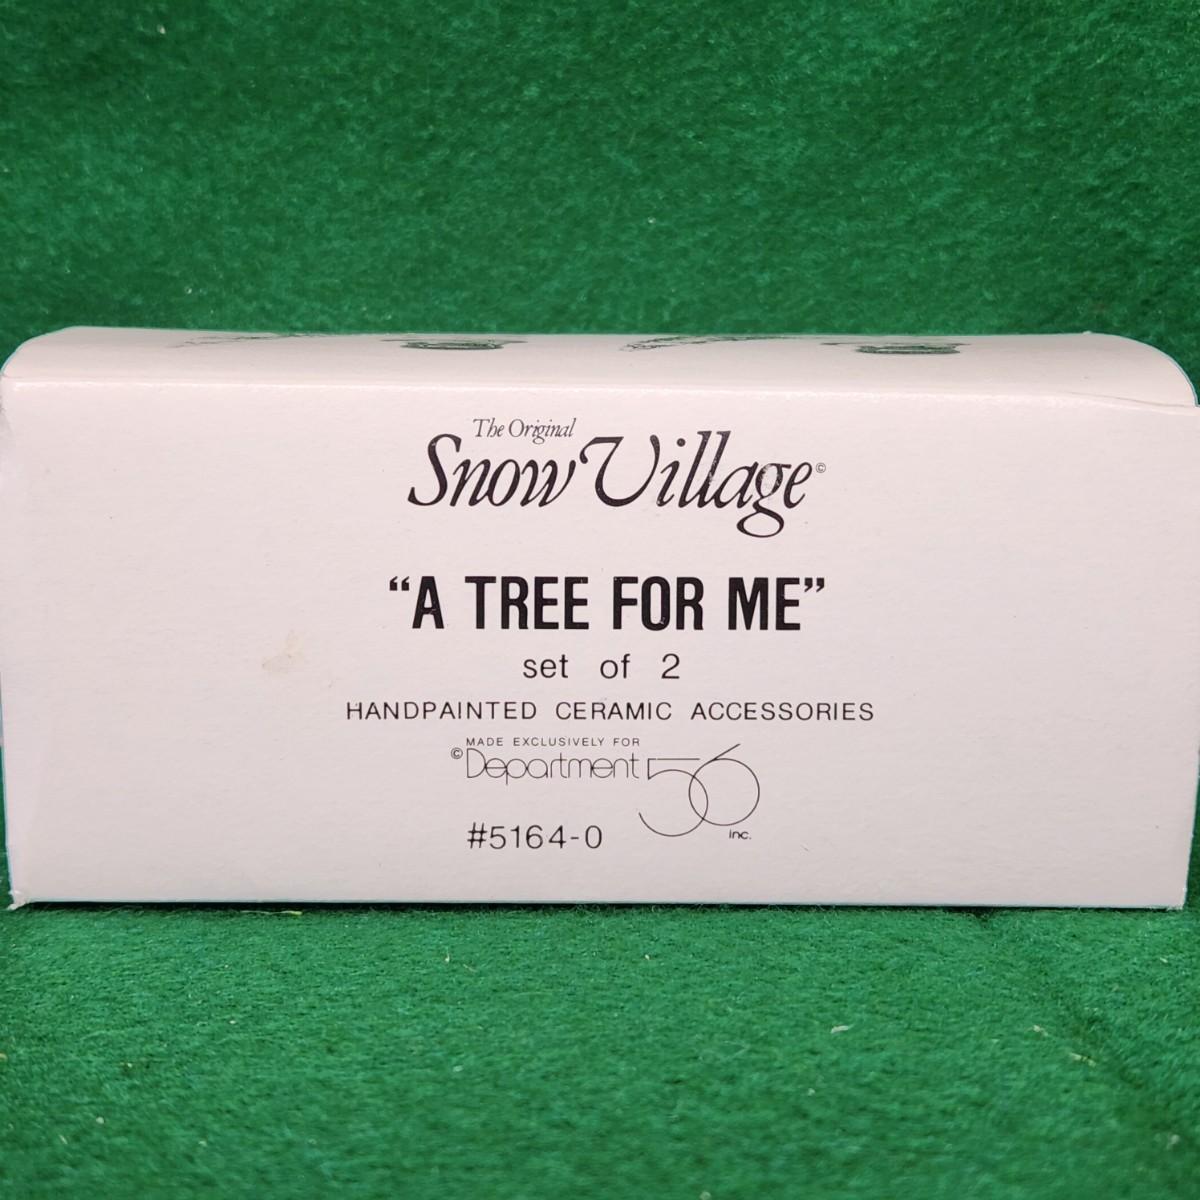 The Original
Snow Village©
“A TREE FOR ME”
set of 2
HANDPAINTED CERAMIC ACCESSORIES
MADE EXCLUSIVELY FOR
©Department 56
inc.
#5164-0